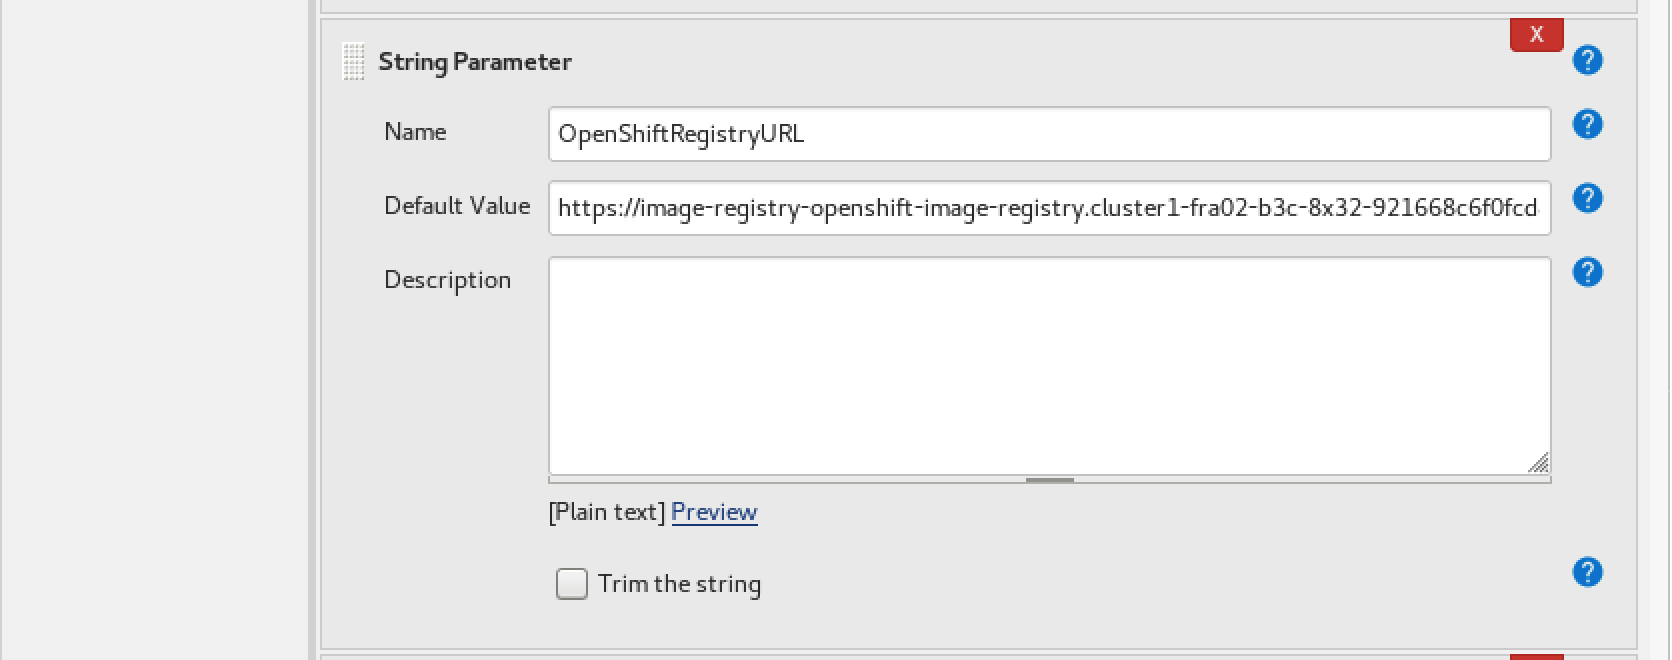 X
String Parameter
?
Name OpenShiftRegistryURL ?
Default Value https://image-registry-openshift-image-registry.cluster1-fra02-b3c-8x32-921668c6f0fcd ?
Description ?
[Plain text] Preview
Trim the string ?